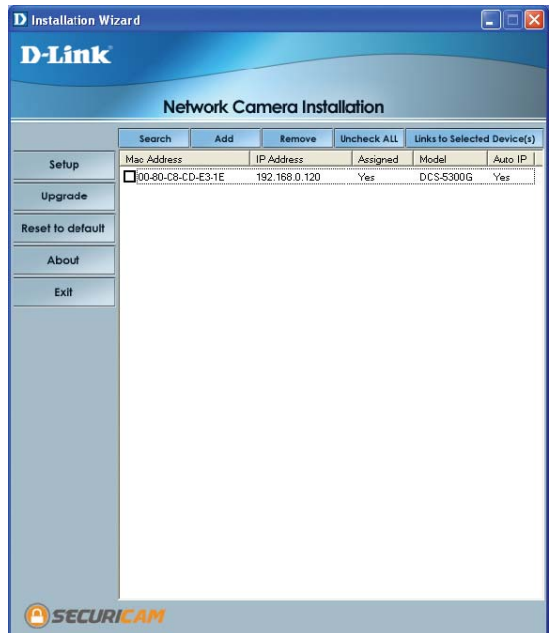 D Installation Wizard
D-Link
Network Camera Installation
Search Add Remove Uncheck ALL Links to Selected Device(s)
Mac Address IP Address Assigned Model Auto IP
00-80-C8-CD-E3-1E 192.168.0.120 Yes DCS-5300G Yes
Setup
Upgrade
Reset to default
About
Exit
SECURICAM